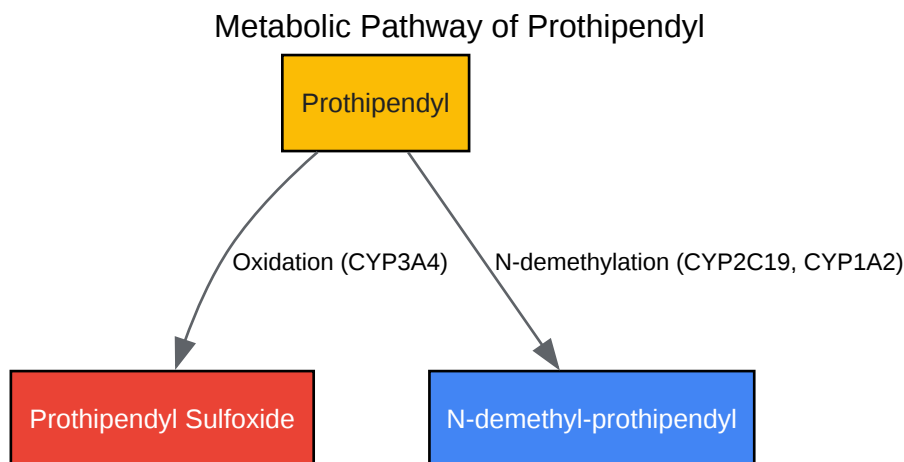 Metabolic Pathway of Prothipendyl
Prothipendyl
Oxidation (CYP3A4)
N-demethylation (CYP2C19, CYP1A2)
Prothipendyl Sulfoxide
N-demethyl-prothipendyl